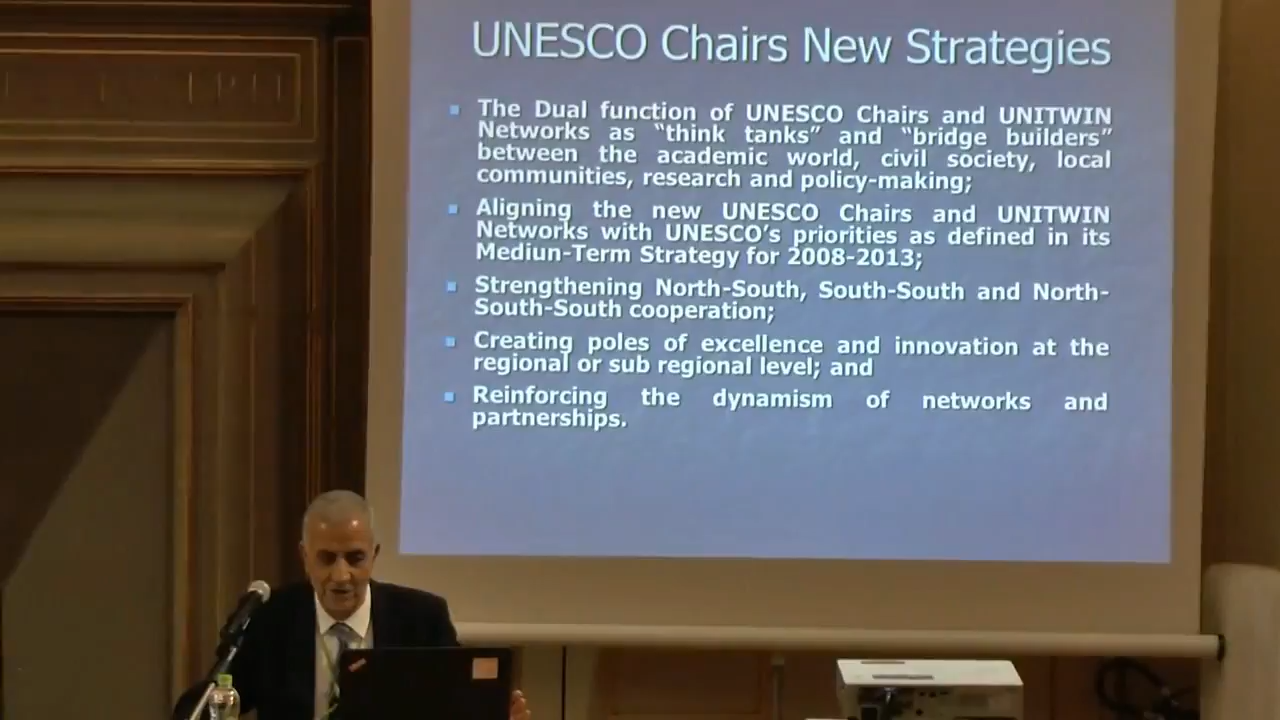 UNESCO Chairs New Strategies
The Dual function of UNESCO Chairs and UNITWIN
Networks as “think tanks” and “bridge builders”
between the academic world, civil society, local
communities, research and policy-making;
Aligning the new UNESCO Chairs and UNITWIN
Networks with UNESCO’s priorities as defined in its
Mediun-Term Strategy for 2008-2013;
Strengthening North-South, South-South and North-
South-South cooperation;
Creating poles of excellence and innovation at the
regional or sub regional level; and
Reinforcing the dynamism of networks and
partnerships.